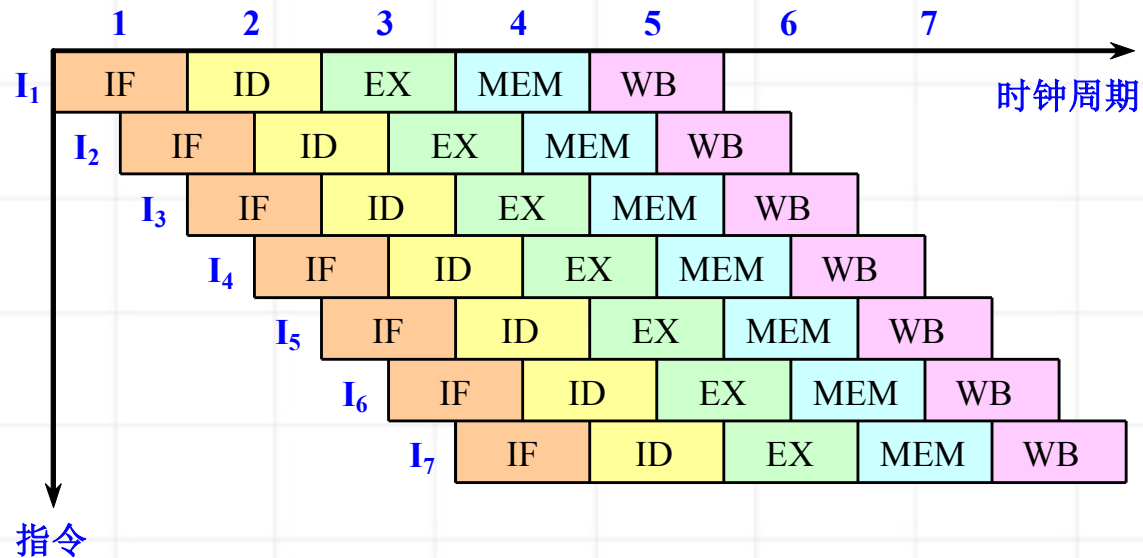 1 2 3 4 5 6 7
I1 IF ID EX MEM WB
时钟周期
I2 IF ID EX MEM WB
I3 IF ID EX MEM WB
I4 IF ID EX MEM WB
I5 IF ID EX MEM WB
I6 IF ID EX MEM WB
I7 IF ID EX MEM WB
指令